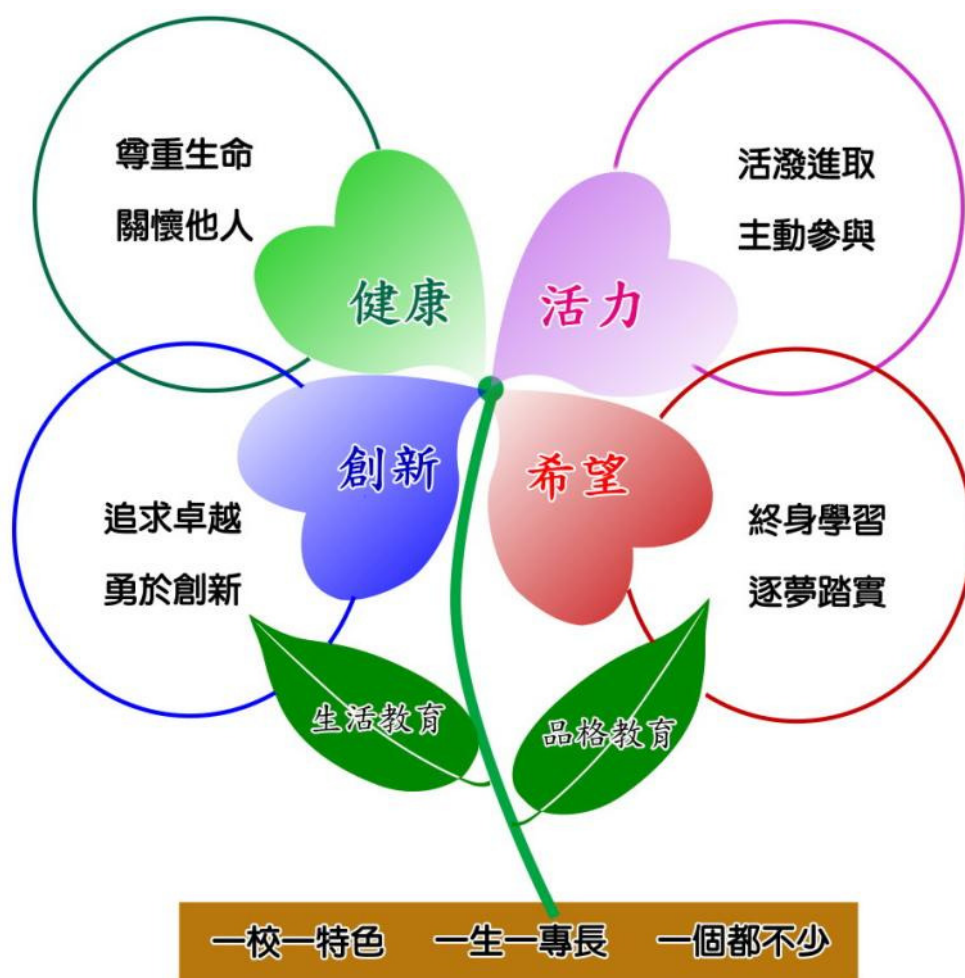 尊重生命
關懷他人
活潑進取
主動參與
健康
活力
創新
希望
追求卓越
勇於創新
終身學習
逐夢踏實
生活教育
品格教育
一校一特色 一生一專長 一個都不少